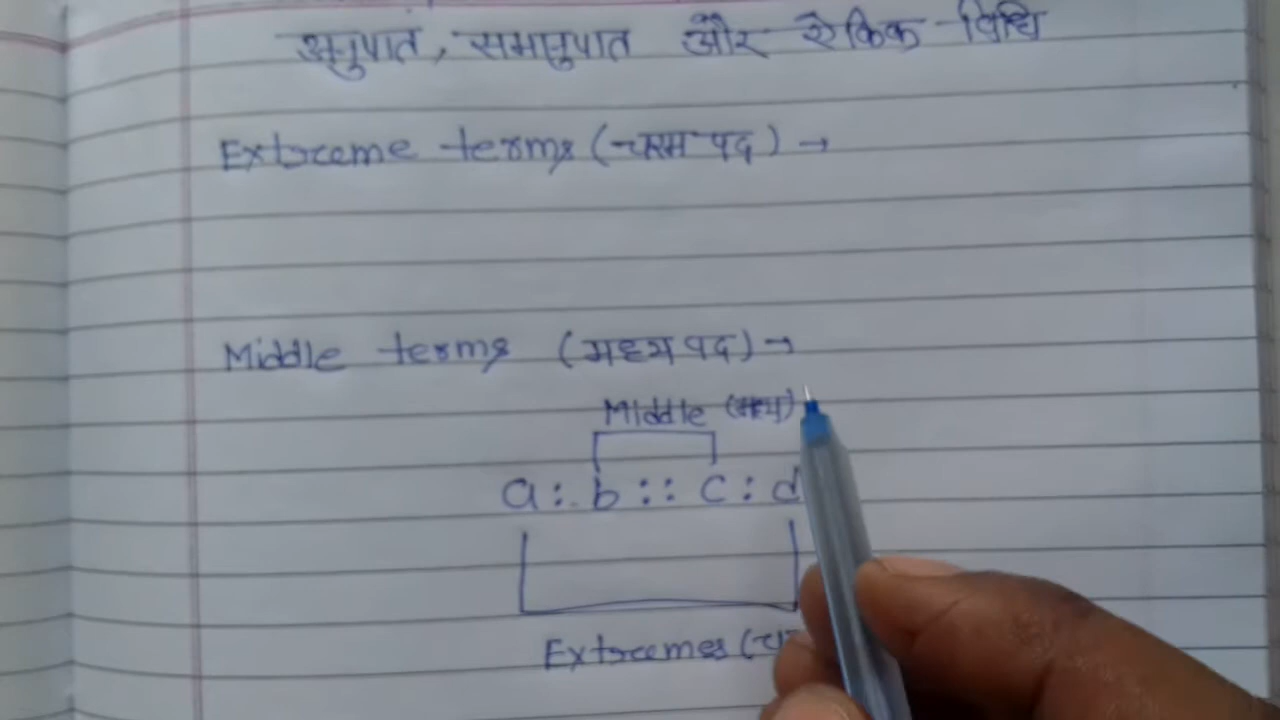 अनुपात, समानुपात और ऐकिक विधि
Extreme terms (चरम पद) →
Middle terms (मध्य पद) →
Middle (मध्य)
a : b :: c : d
Extremes